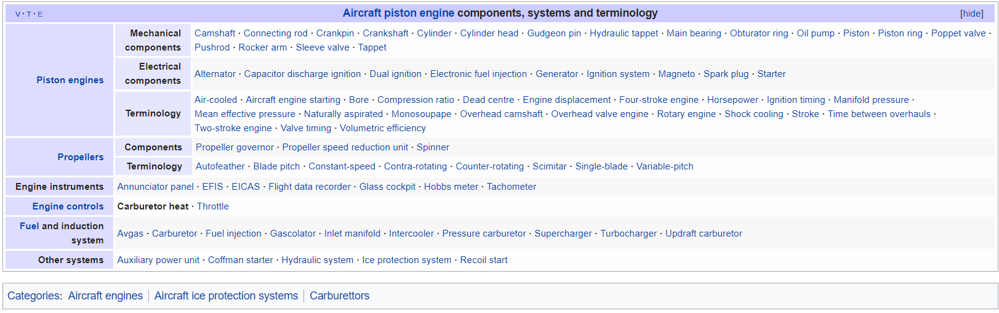 V · T · E Aircraft piston engine components, systems and terminology [hide]
Piston engines
Mechanical components
Camshaft · Connecting rod · Crankpin · Crankshaft · Cylinder · Cylinder head · Gudgeon pin · Hydraulic tappet · Main bearing · Obturator ring · Oil pump · Piston · Piston ring · Poppet valve ·
Pushrod · Rocker arm · Sleeve valve · Tappet
Electrical components
Alternator · Capacitor discharge ignition · Dual ignition · Electronic fuel injection · Generator · Ignition system · Magneto · Spark plug · Starter
Terminology
Air-cooled · Aircraft engine starting · Bore · Compression ratio · Dead centre · Engine displacement · Four-stroke engine · Horsepower · Ignition timing · Manifold pressure ·
Mean effective pressure · Naturally aspirated · Monosoupape · Overhead camshaft · Overhead valve engine · Rotary engine · Shock cooling · Stroke · Time between overhauls ·
Two-stroke engine · Valve timing · Volumetric efficiency
Propellers
Components
Propeller governor · Propeller speed reduction unit · Spinner
Terminology
Autofeather · Blade pitch · Constant-speed · Contra-rotating · Counter-rotating · Scimitar · Single-blade · Variable-pitch
Engine instruments
Annunciator panel · EFIS · EICAS · Flight data recorder · Glass cockpit · Hobbs meter · Tachometer
Engine controls
Carburetor heat · Throttle
Fuel and induction
system
Avgas · Carburetor · Fuel injection · Gascolator · Inlet manifold · Intercooler · Pressure carburetor · Supercharger · Turbocharger · Updraft carburetor
Other systems
Auxiliary power unit · Coffman starter · Hydraulic system · Ice protection system · Recoil start
Categories: Aircraft engines | Aircraft ice protection systems | Carburettors